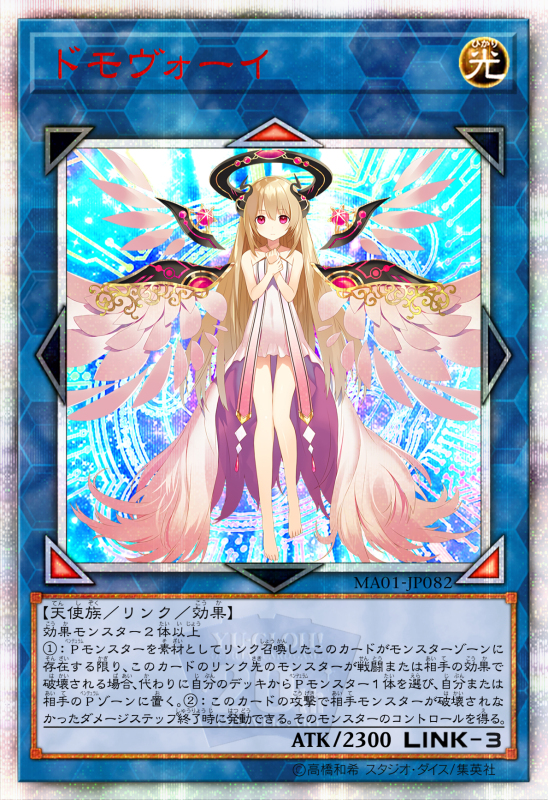 ドモヴォーイ
ひかり
光
MA01-JP082
【天使族／リンク／効果】
効果モンスター２体以上
①：Ｐモンスターを素材としてリンク召喚したこのカードがモンスターゾーンに
存在する限り、このカードのリンク先のモンスターが戦闘または相手の効果で
破壊される場合、代わりに自分のデッキからＰモンスター１体を選び、自分または
相手のＰゾーンに置く。②：このカードの攻撃で相手モンスターが破壊されな
かったダメージステップ終了時に発動できる。そのモンスターのコントロールを得る。
ATK/2300 LINK-3
©高橋和希 スタジオ・ダイス/集英社